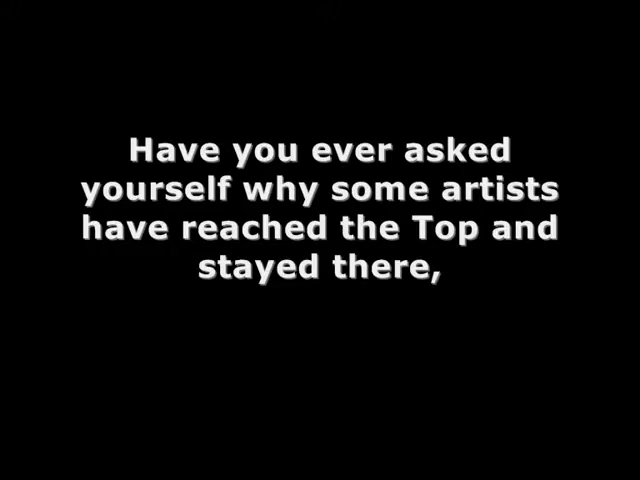 Have you ever asked
yourself why some artists
have reached the Top and
stayed there,